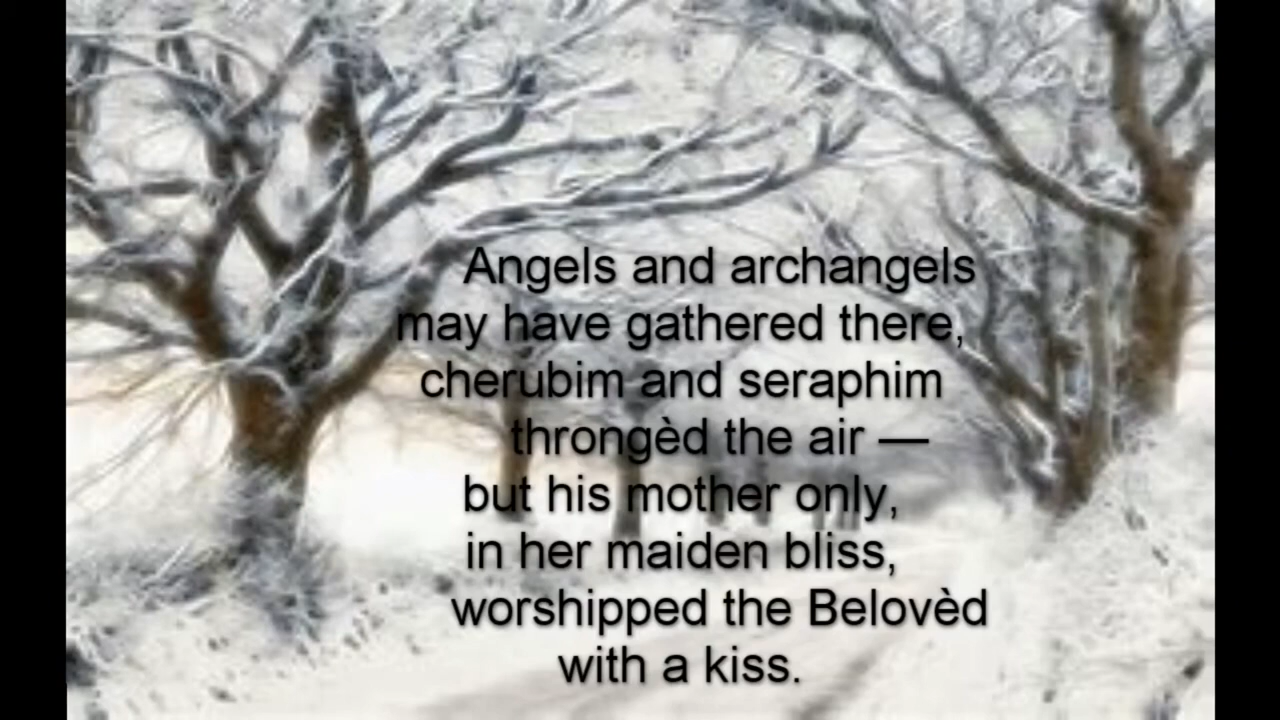 Angels and archangels
may have gathered there,
cherubim and seraphim
throngèd the air —
but his mother only,
in her maiden bliss,
worshipped the Belovèd
with a kiss.